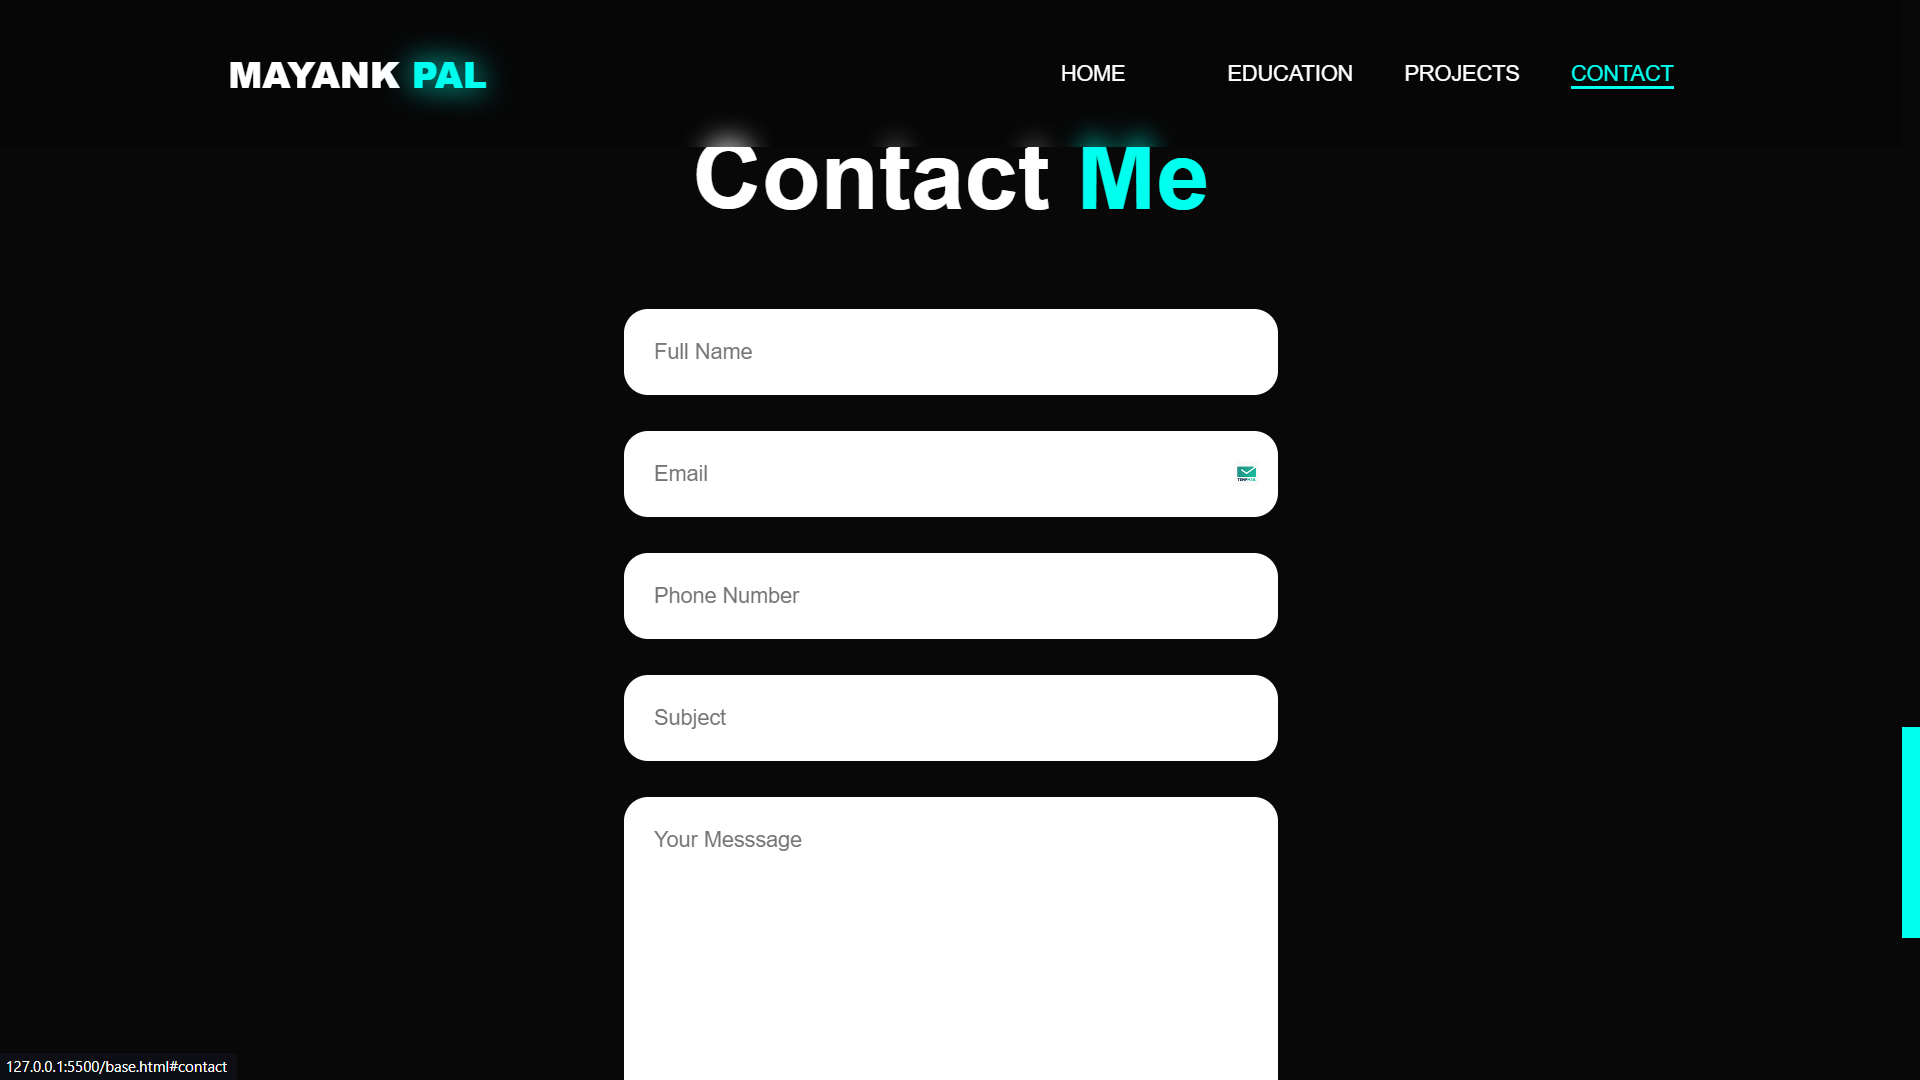 MAYANK PAL
HOME EDUCATION PROJECTS CONTACT
Contact Me
Full Name
Email
Phone Number
Subject
Your Messsage
127.0.0.1:5500/base.html#contact